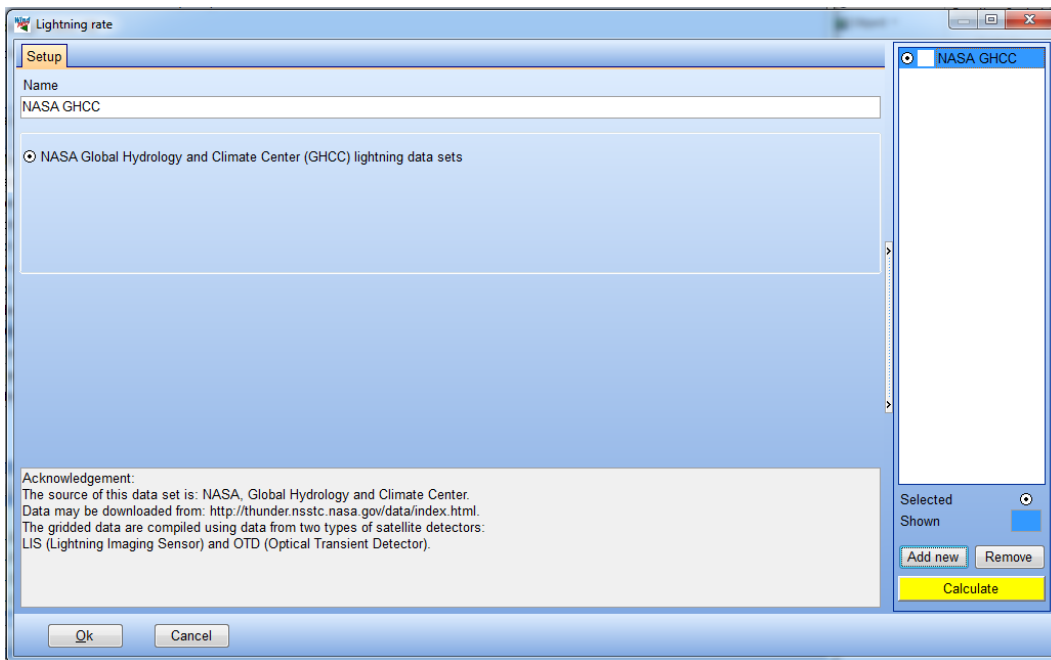 Lightning rate
Setup
Name
NASA GHCC
NASA Global Hydrology and Climate Center (GHCC) lightning data sets
Acknowledgement:
The source of this data set is: NASA, Global Hydrology and Climate Center.
Data may be downloaded from: http://thunder.nsstc.nasa.gov/data/index.html.
The gridded data are compiled using data from two types of satellite detectors:
LIS (Lightning Imaging Sensor) and OTD (Optical Transient Detector).
Ok
Cancel
NASA GHCC
Selected
Shown
Add new
Remove
Calculate